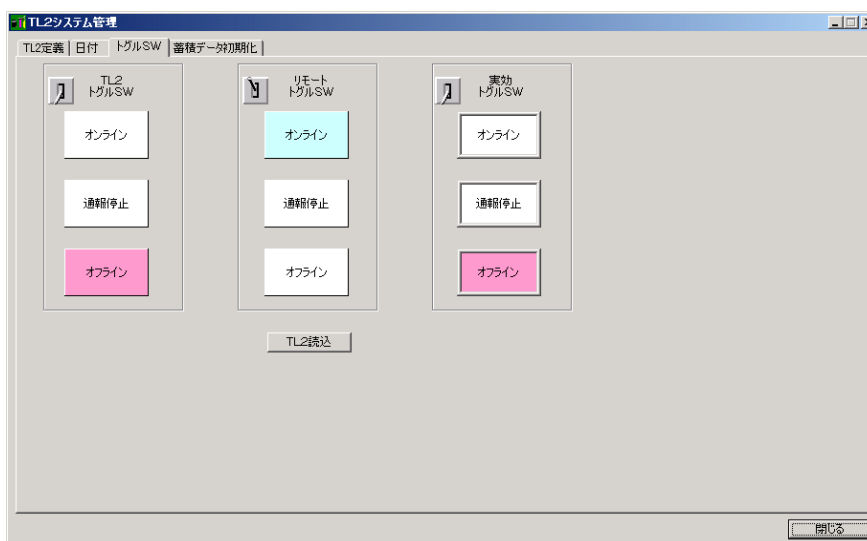 TL2システム管理
TL2定義 日付 トグルSW 蓄積データ初期化
TL2
トグルSW
リモート
トグルSW
実効
トグルSW
オンライン オンライン オンライン
通報停止 通報停止 通報停止
オフライン オフライン オフライン
TL2読込
閉じる